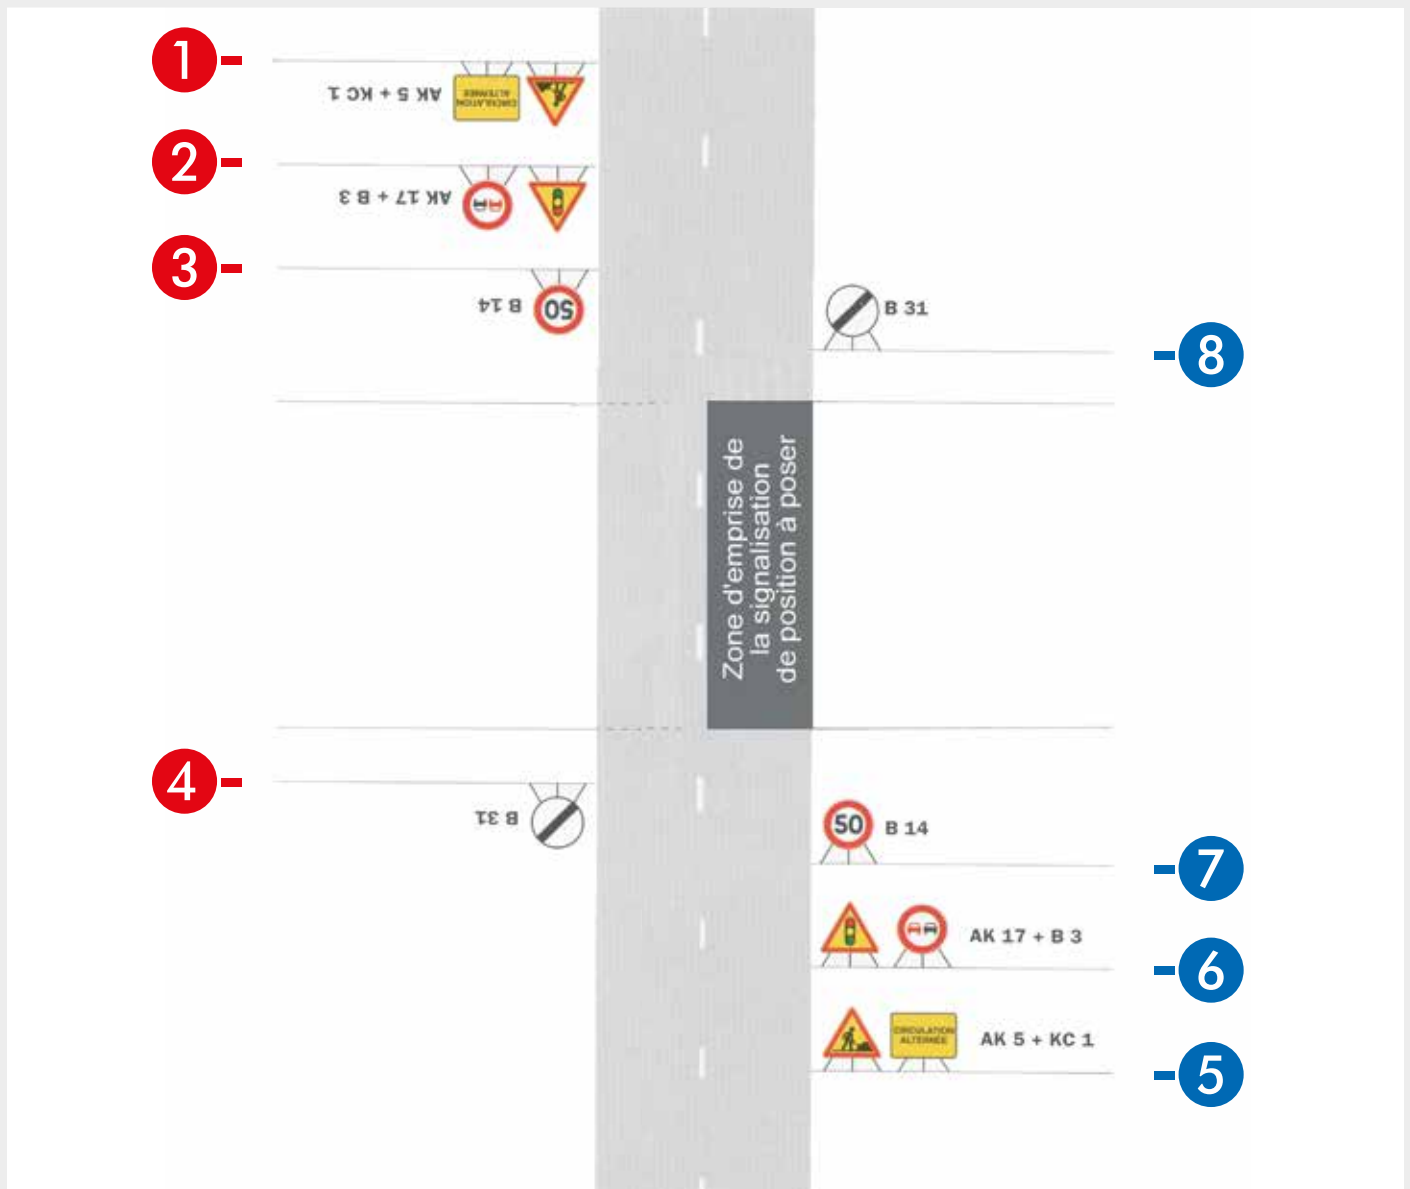 1
AK 5 + KC 1
CIRCULATION
ALTERNÉE
2
AK 17 + B 3
3
B 14
50
B 31
8
Zone d'emprise de
la signalisation
de position à poser
4
B 31
50
B 14
7
AK 17 + B 3
6
CIRCULATION
ALTERNÉE
AK 5 + KC 1
5